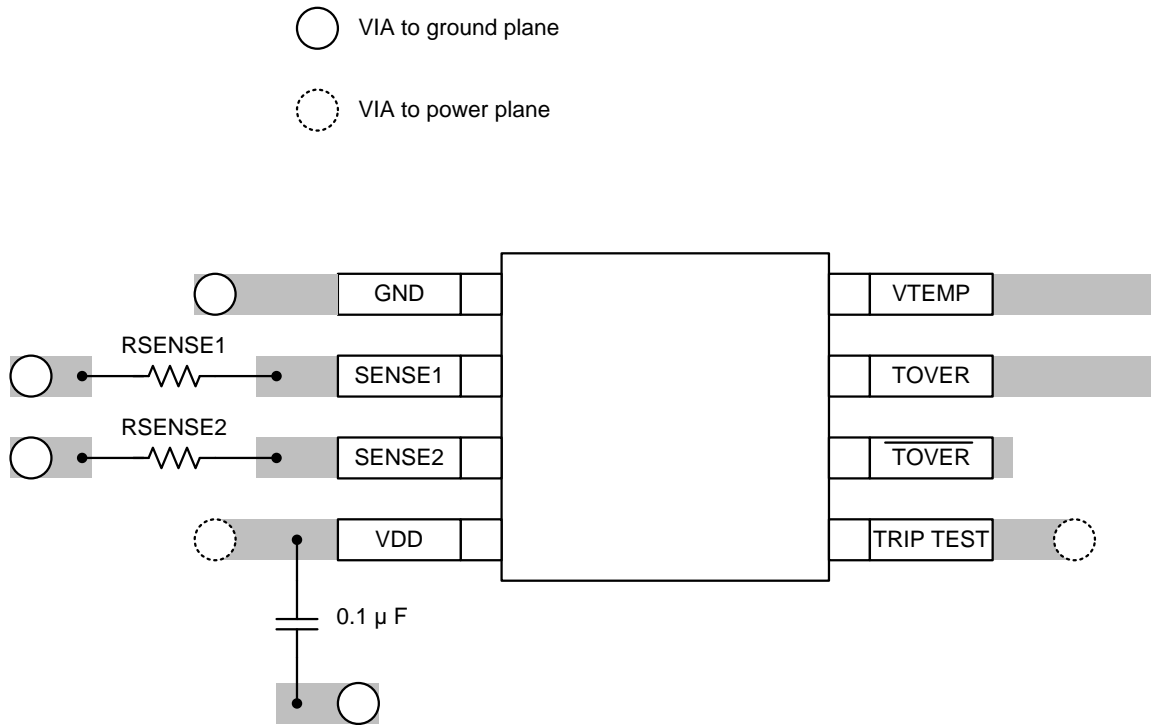 VIA to ground plane
VIA to power plane
GND
VTEMP
RSENSE1
SENSE1
TOVER
RSENSE2
SENSE2
TOVER
VDD
TRIP TEST
0.1 µ F